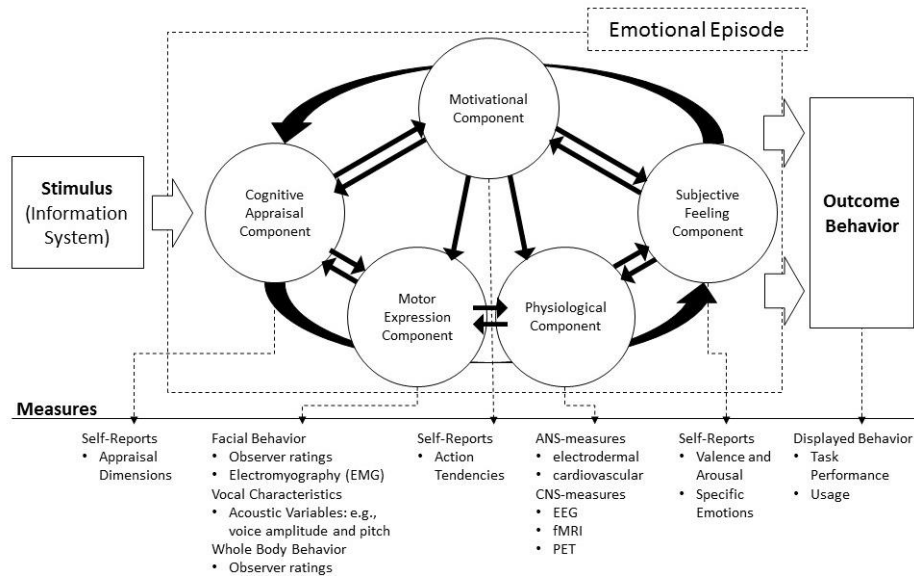 Emotional Episode
Motivational
Component
Stimulus
(Information
System)
Cognitive
Appraisal
Component
Subjective
Feeling
Component
Outcome
Behavior
Motor
Expression
Component
Physiological
Component
Measures
Self-Reports
• Appraisal
Dimensions
Facial Behavior
• Observer ratings
• Electromyography (EMG)
Vocal Characteristics
• Acoustic Variables: e.g.,
voice amplitude and pitch
Whole Body Behavior
• Observer ratings
Self-Reports
• Action
Tendencies
ANS-measures
• electrodermal
• cardiovascular
CNS-measures
• EEG
• fMRI
• PET
Self-Reports
• Valence and
Arousal
• Specific
Emotions
Displayed Behavior
• Task
Performance
• Usage